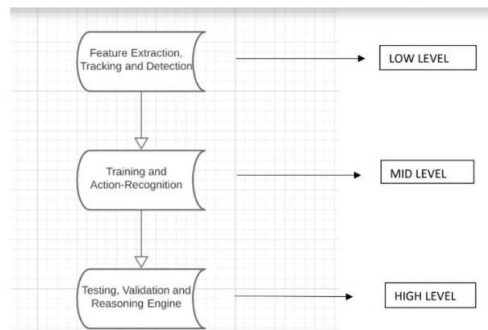 Feature Extraction,
Tracking and Detection
LOW LEVEL
Training and
Action-Recognition
MID LEVEL
Testing, Validation and
Reasoning Engine
HIGH LEVEL